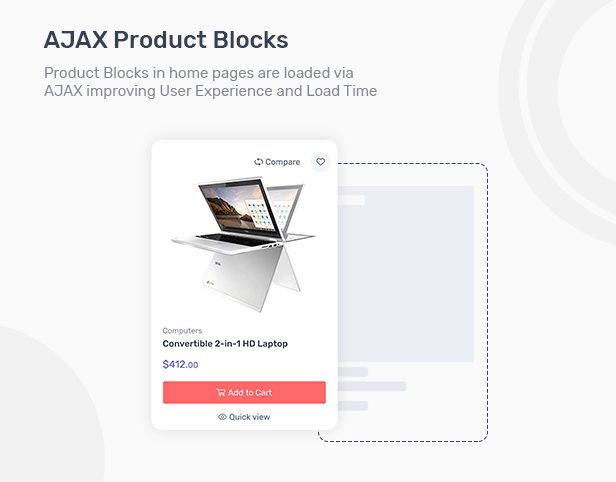 AJAX Product Blocks
Product Blocks in home pages are loaded via
AJAX improving User Experience and Load Time
Compare
Computers
Convertible 2-in-1 HD Laptop
$412.00
Add to Cart
Quick view